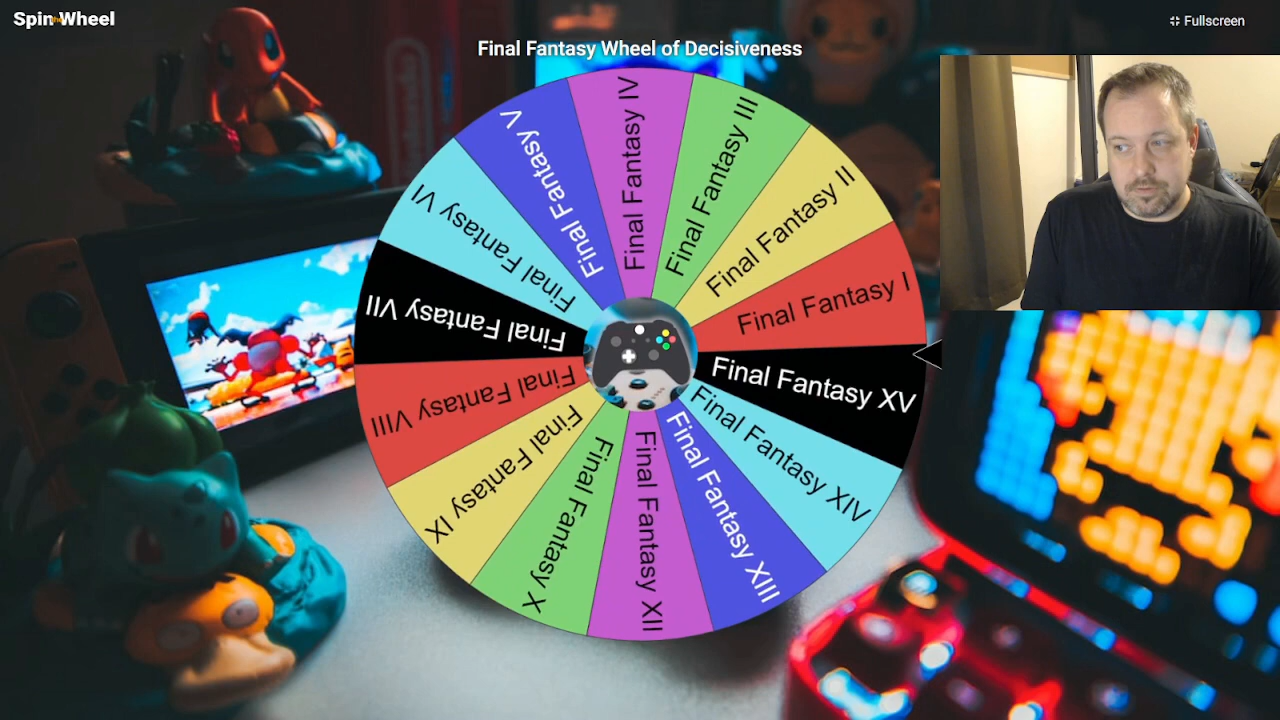 Spin the Wheel
Fullscreen
Final Fantasy Wheel of Decisiveness
Final Fantasy I
Final Fantasy II
Final Fantasy III
Final Fantasy IV
Final Fantasy V
Final Fantasy VI
Final Fantasy VII
Final Fantasy VIII
Final Fantasy IX
Final Fantasy X
Final Fantasy XII
Final Fantasy XIII
Final Fantasy XIV
Final Fantasy XV
Nintendo